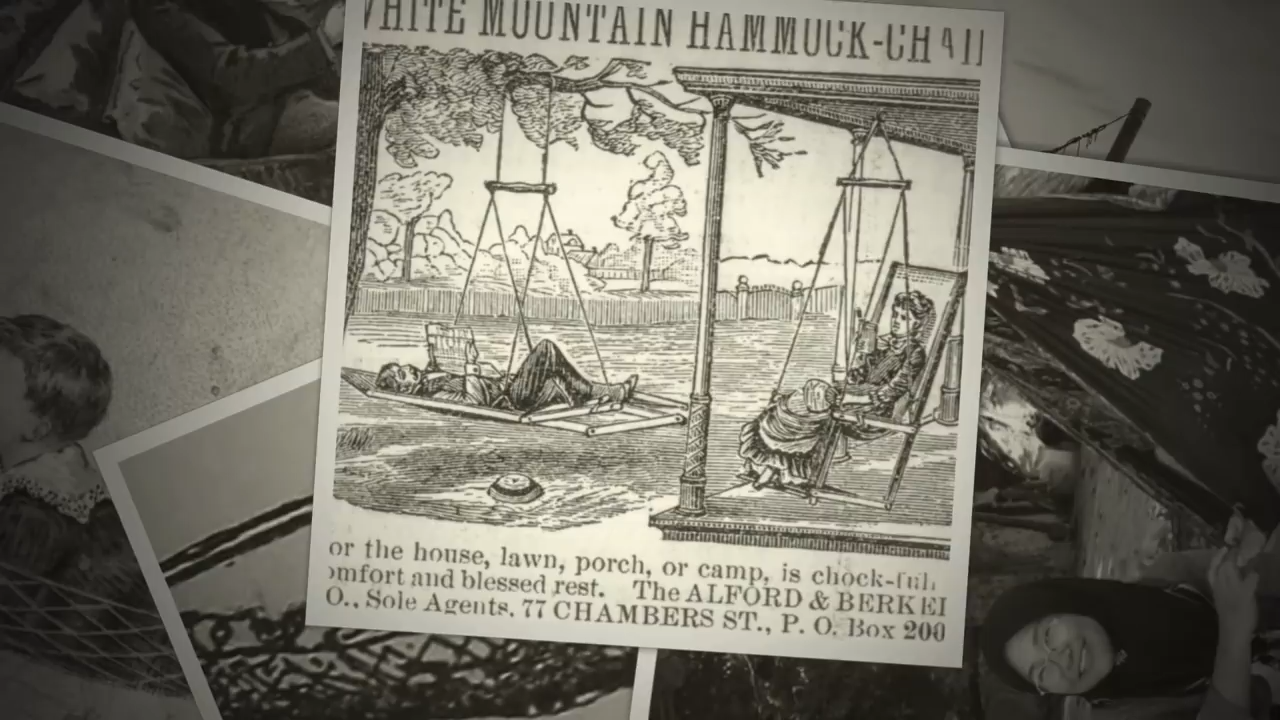 WHITE MOUNTAIN HAMMOCK-CHAI
or the house, lawn, porch, or camp, is chock-full
omfort and blessed rest. The ALFORD & BERKEL
O., Sole Agents, 77 CHAMBERS ST., P. O. Box 200